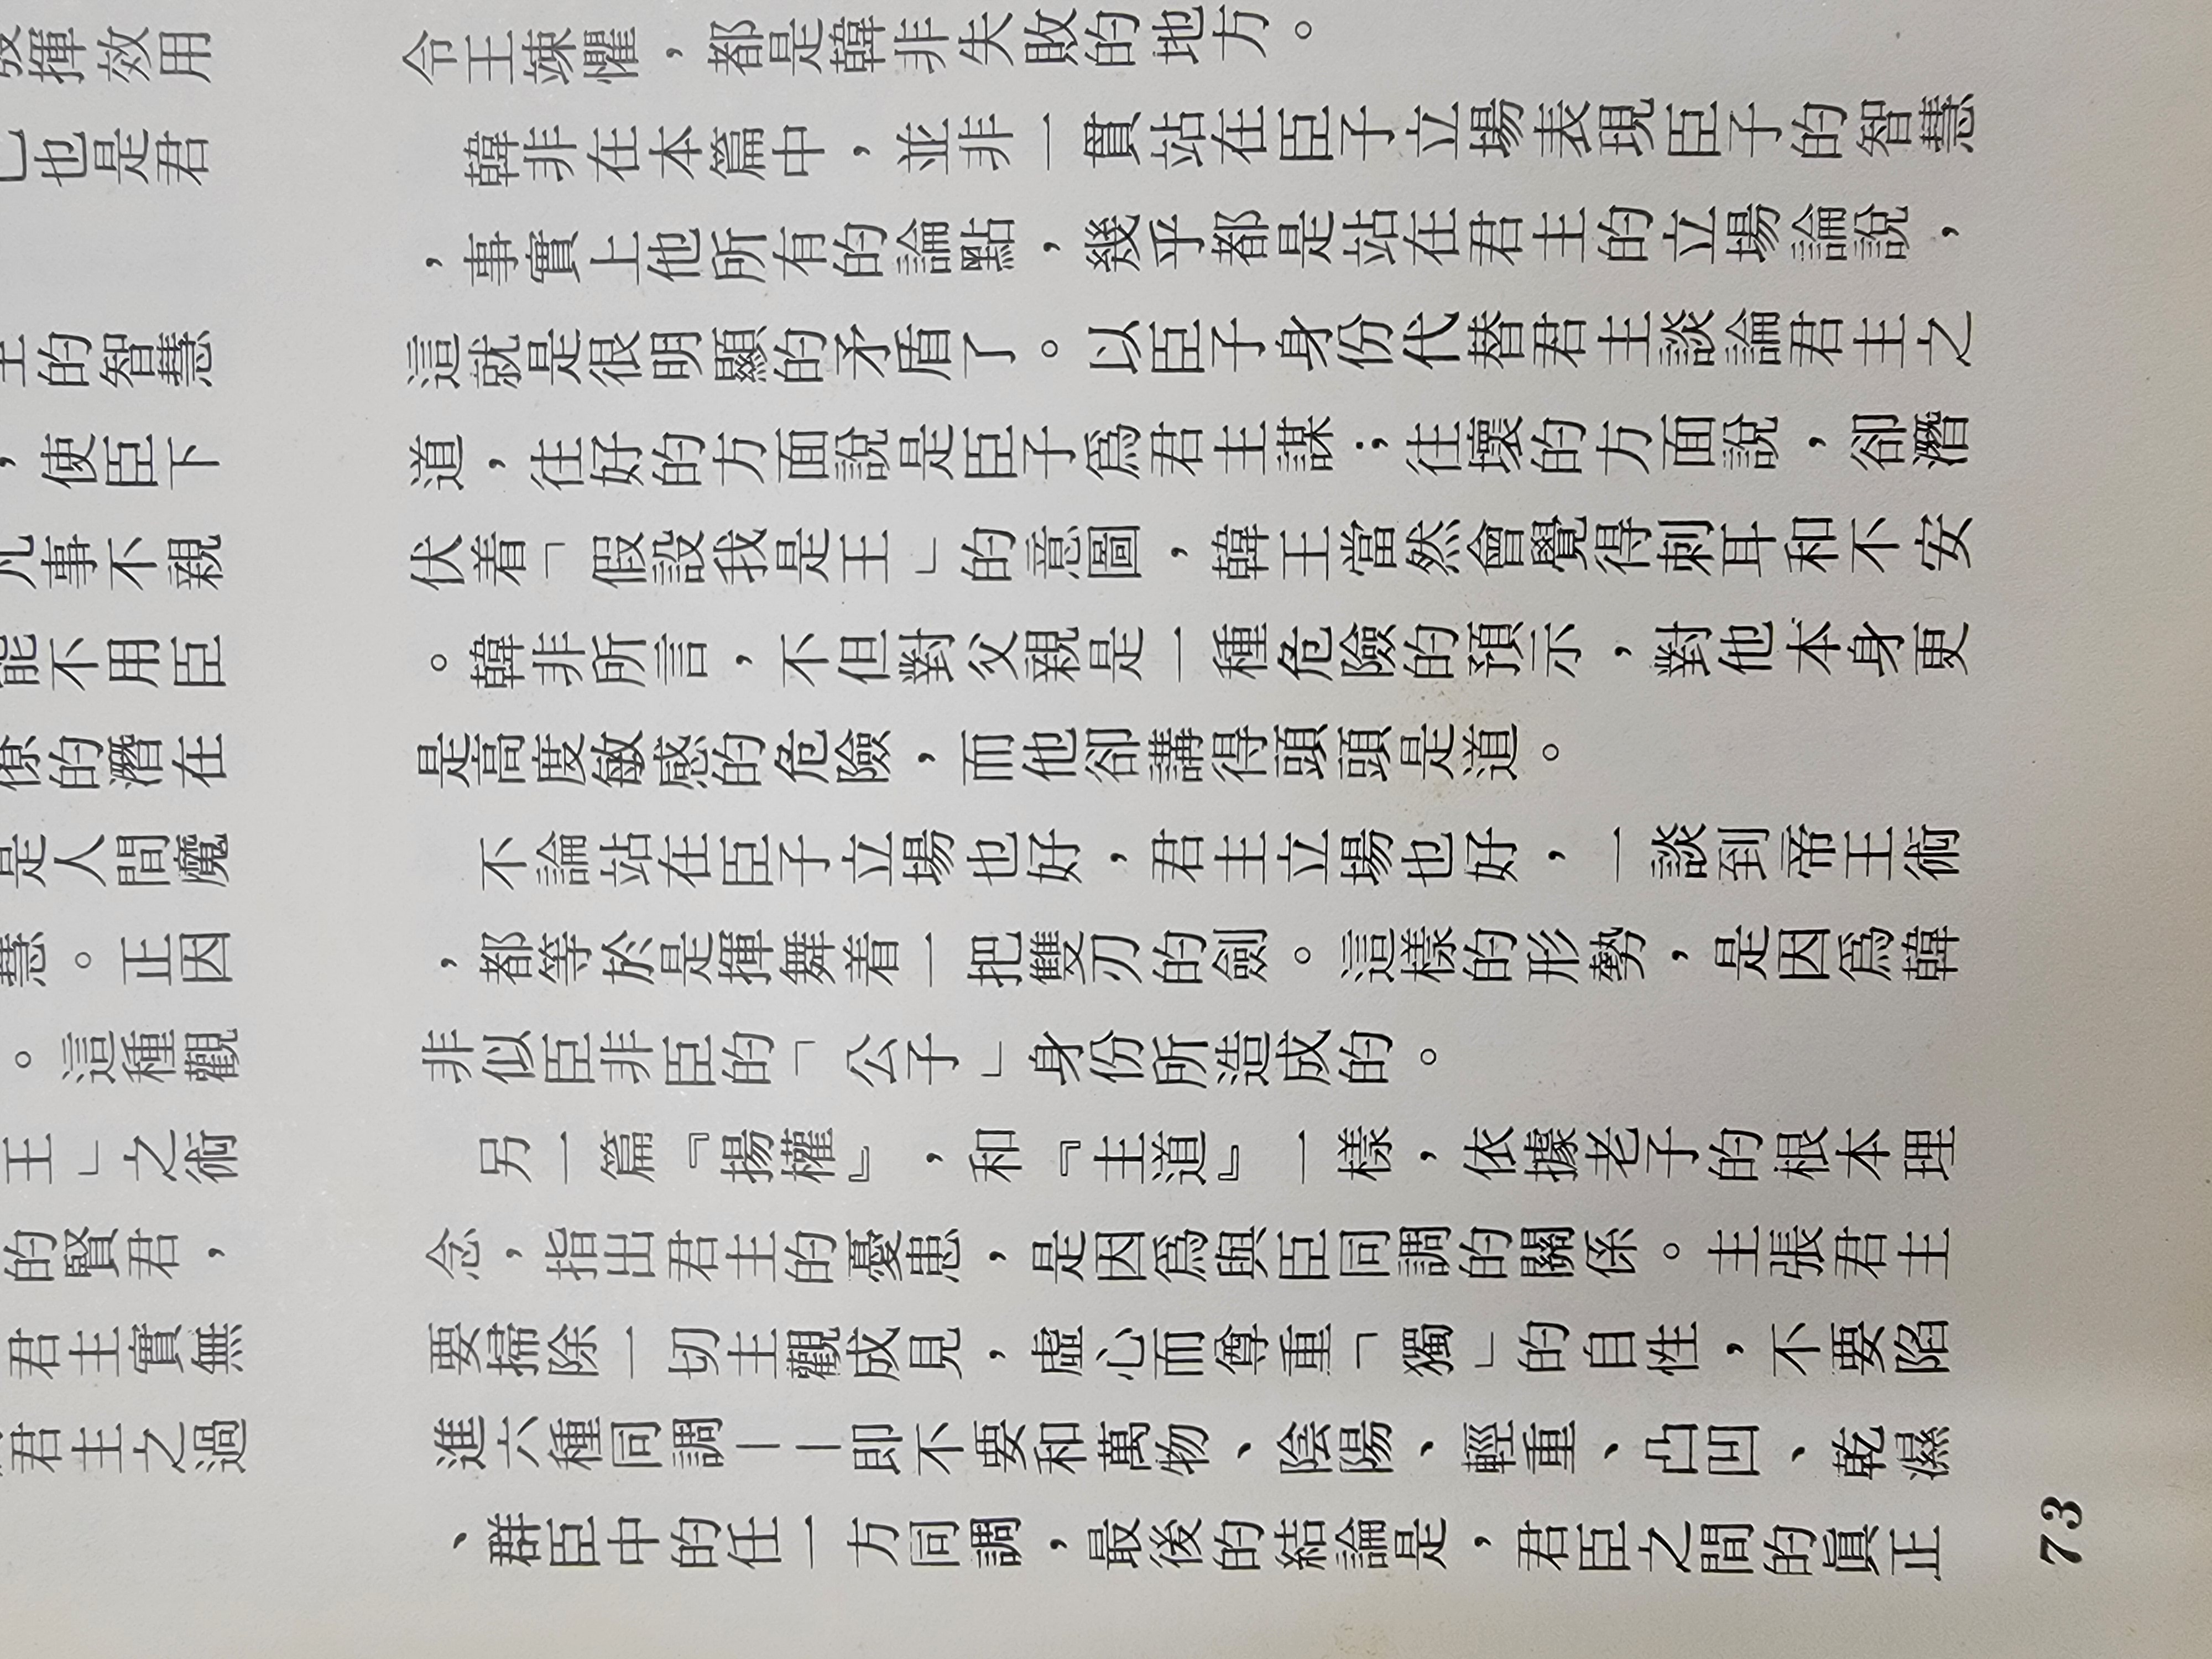 發揮效用
己也是君
主的智慧
，使臣下
凡事不親
能不用臣
僚的潛在
是人間魔
慧。正因
。這種觀
王」之術
的賢君，
君主實無
君主之過
令王竦懼，都是韓非失敗的地方。
韓非在本篇中，並非一貫站在臣子立場表現臣子的智慧
，事實上他所有的論點，幾乎都是站在君主的立場論說，
這就是很明顯的矛盾了。以臣子身份代替君主談論君主之
道，往好的方面說是臣子爲君主謀；往壞的方面說，卻潛
伏着「假設我是王」的意圖，韓王當然會覺得刺耳和不安
。韓非所言，不但對父親是一種危險的預示，對他本身更
是高度敏感的危險，而他卻講得頭頭是道。
不論站在臣子立場也好，君主立場也好，一談到帝王術
，都等於是揮舞着一把雙刃的劍。這樣的形勢，是因爲韓
非似臣非臣的「公子」身份所造成的。
另一篇『揚權』，和『主道』一樣，依據老子的根本理
念，指出君主的憂患，是因爲與臣同調的關係。主張君主
要掃除一切主觀成見，虛心而尊重「獨」的自性，不要陷
進六種同調——即不要和萬物、陰陽、輕重、凸凹、乾濕
、群臣中的任一方同調，最後的結論是，君臣之間的眞正
73